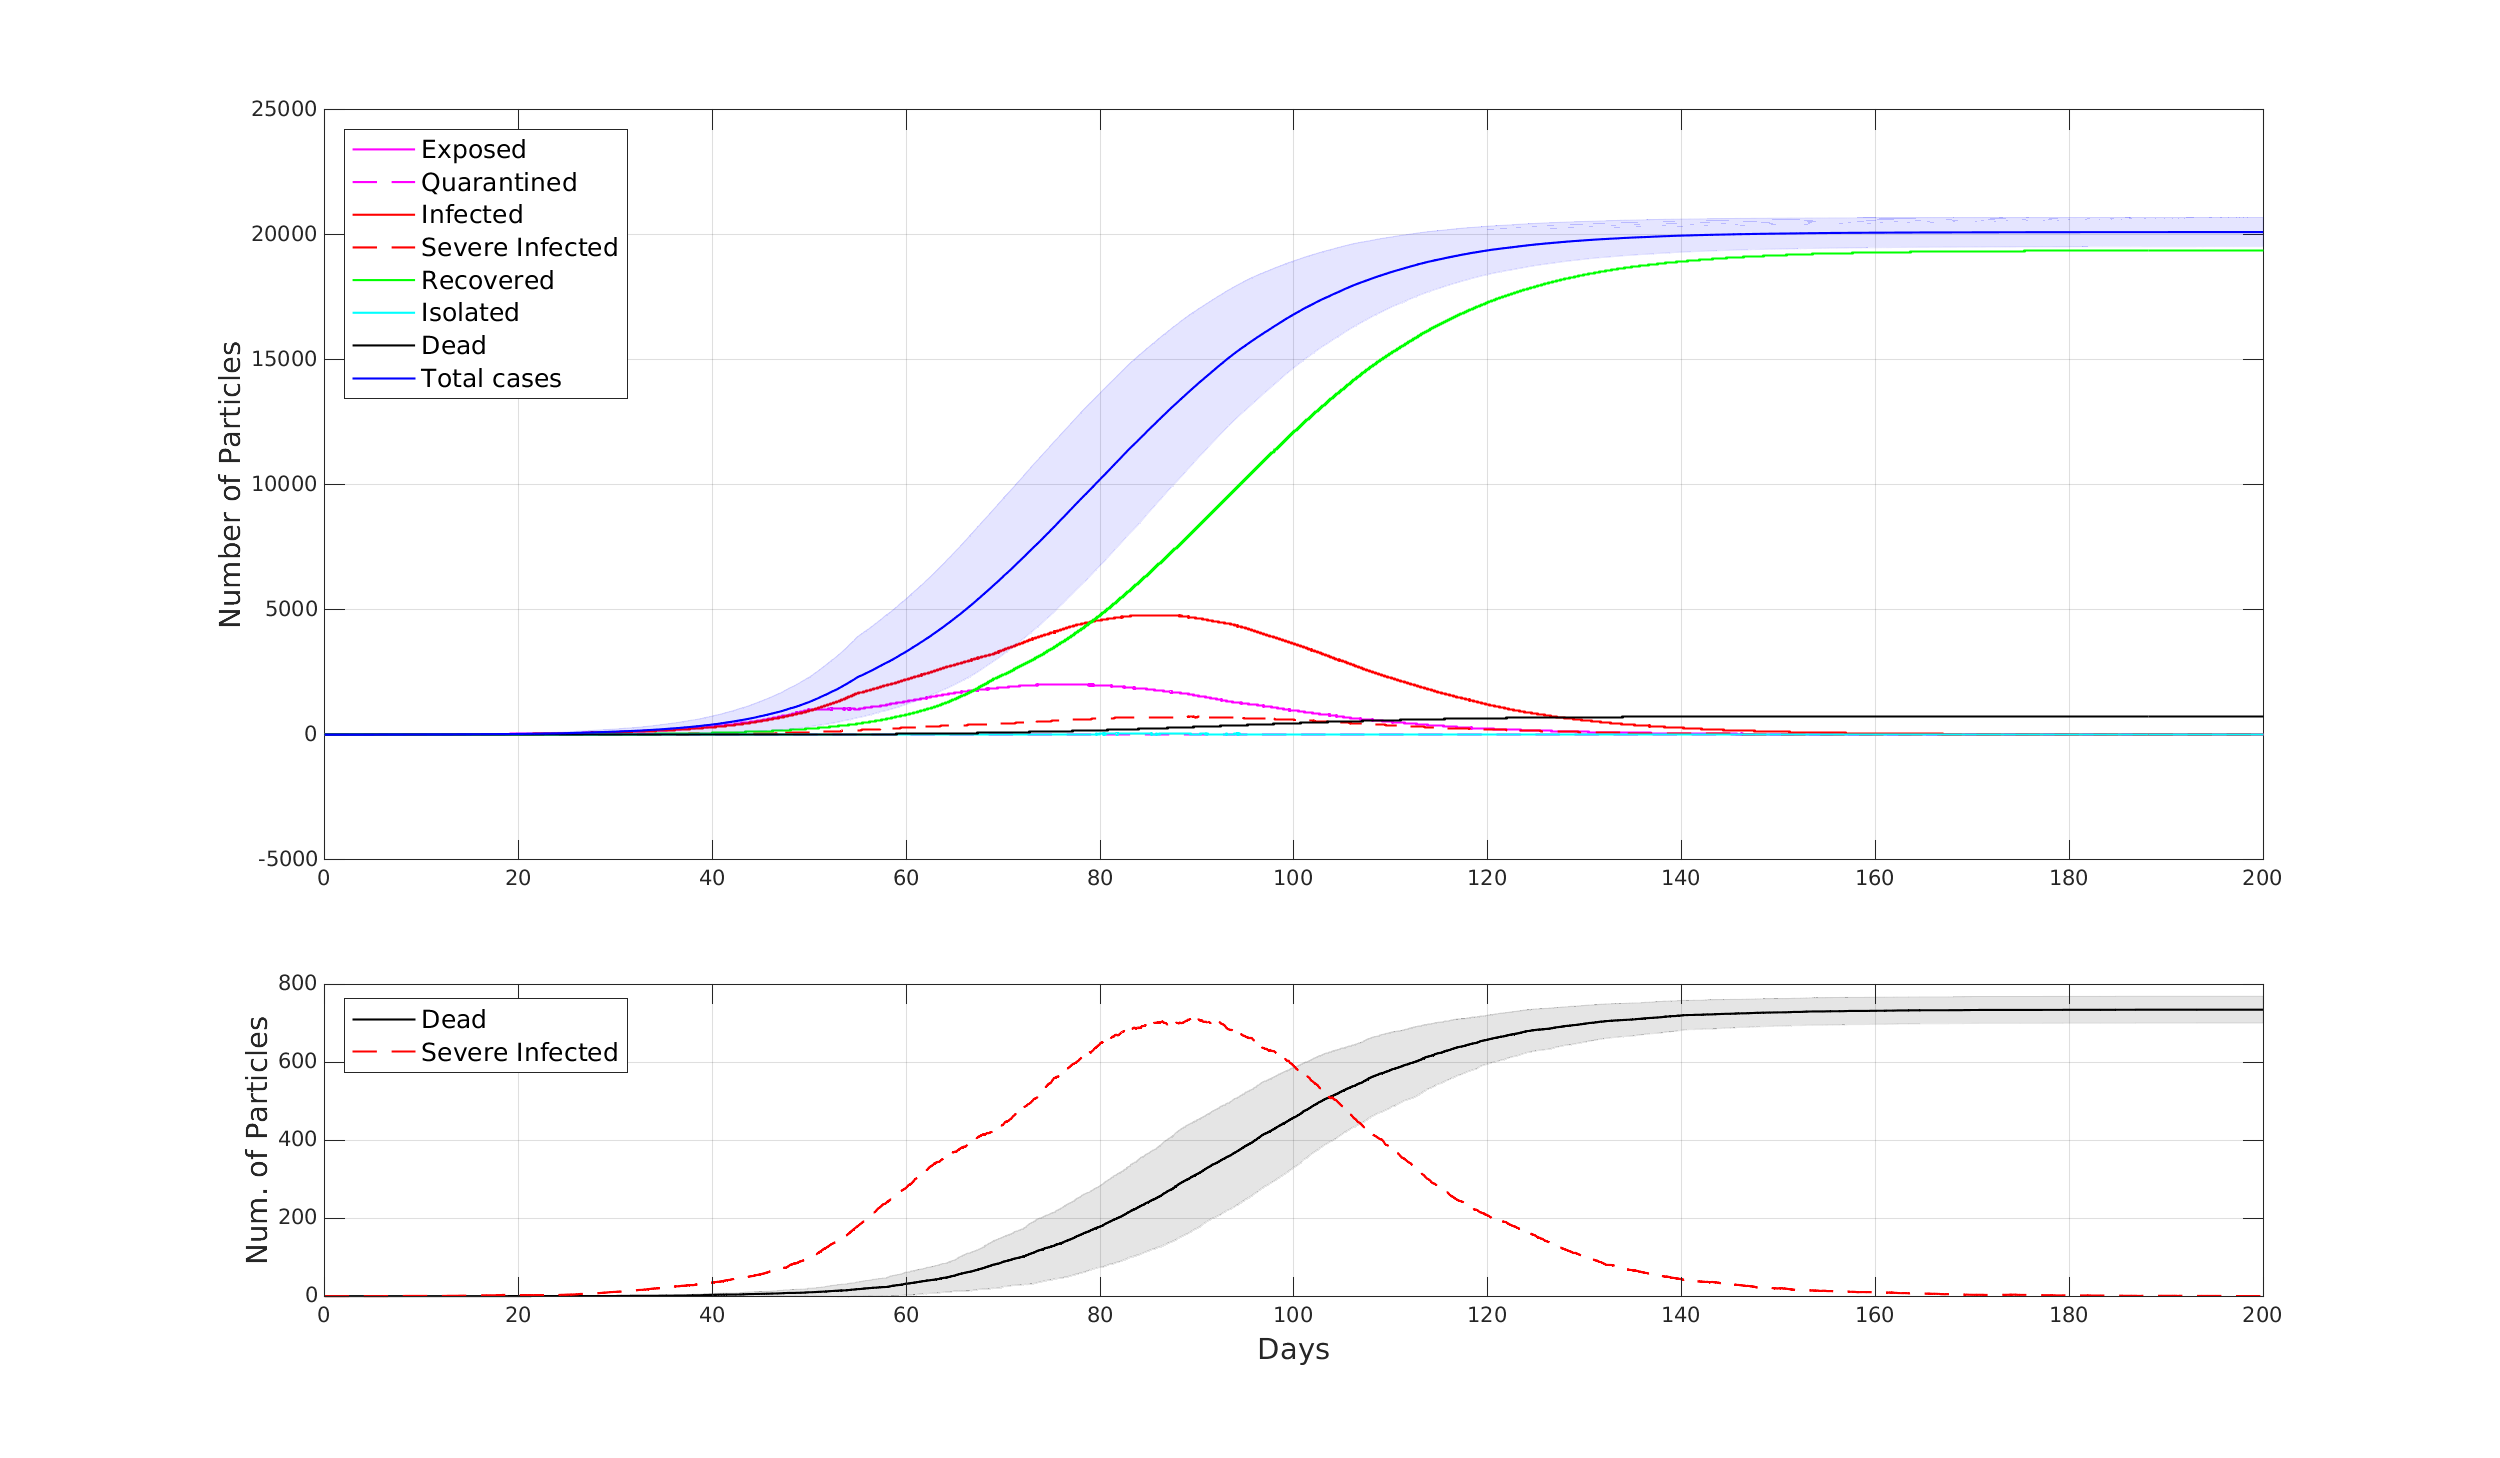 25000
20000
15000
10000
5000
0
-5000
Number of Particles
Exposed
Quarantined
Infected
Severe Infected
Recovered
Isolated
Dead
Total cases
0 20 40 60 80 100 120 140 160 180 200
800
600
400
200
0
Num. of Particles
Dead
Severe Infected
0 20 40 60 80 100 120 140 160 180 200
Days